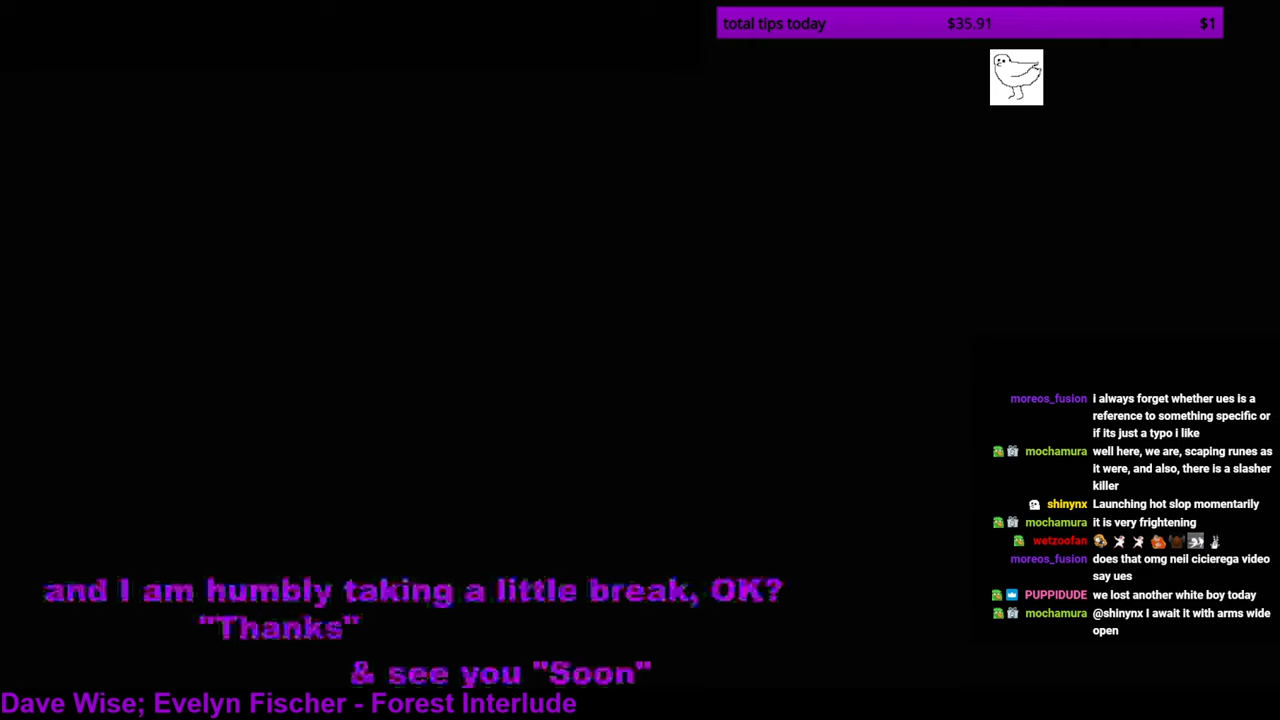 total tips today $35.91 $1
moreos_fusion i always forget whether ues is a
reference to something specific or
if its just a typo i like
mochamura well here, we are, scaping runes as
it were, and also, there is a slasher
killer
shinynx Launching hot slop momentarily
mochamura it is very frightening
wetzoofan
moreos_fusion does that omg neil cicierega video
say ues
PUPPIDUDE we lost another white boy today
mochamura @shinynx I await it with arms wide
open
and I am humbly taking a little break, OK?
"Thanks"
& see you "Soon"
Dave Wise; Evelyn Fischer - Forest Interlude